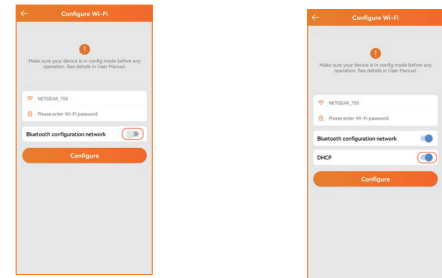 Configure Wi-Fi
Make sure your device is in config mode before any
operation. See details in User Manual.
NETGEAR_70S
Please enter Wi-Fi password
Bluetooth configuration network
Configure
Configure Wi-Fi
Make sure your device is in config mode before any
operation. See details in User Manual.
NETGEAR_70S
Please enter Wi-Fi password
Bluetooth configuration network
DHCP
Configure